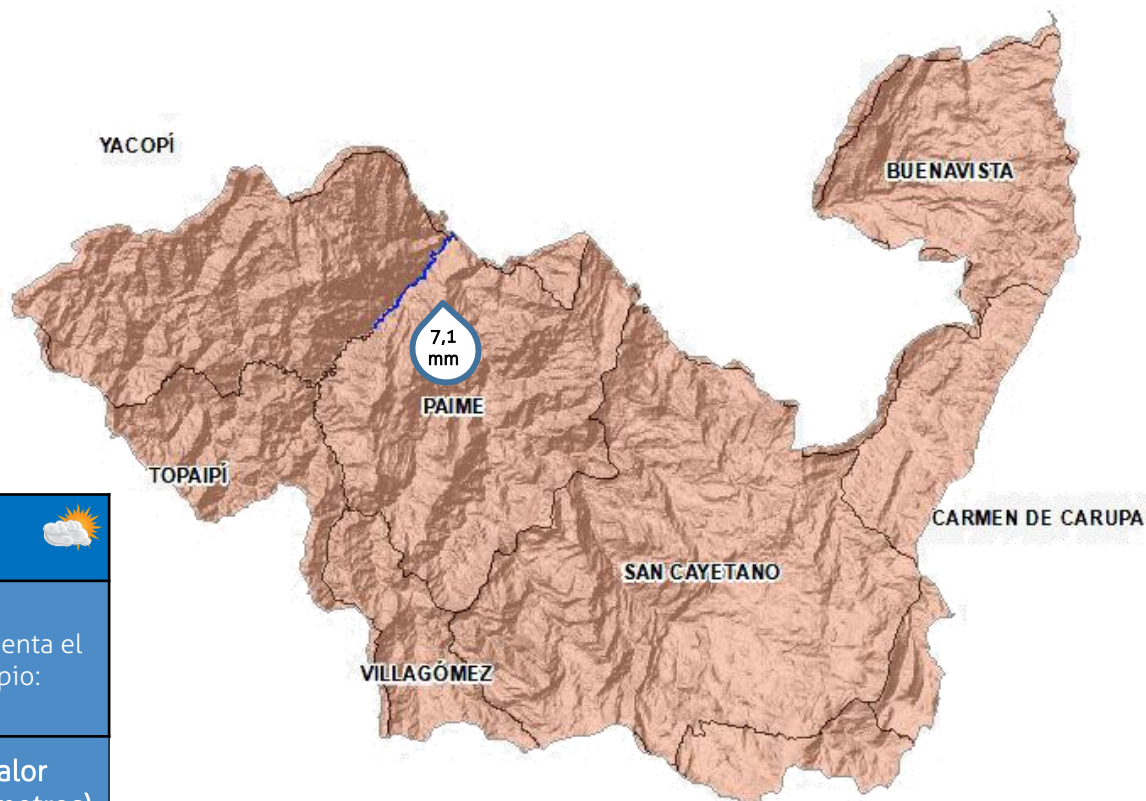 YACOPÍ
BUENAVISTA
7,1
mm
PAIME
TOPAIPÍ
CARMEN DE CARUPA
SAN CAYETANO
VILLAGÓMEZ
enta el
pio:
alor